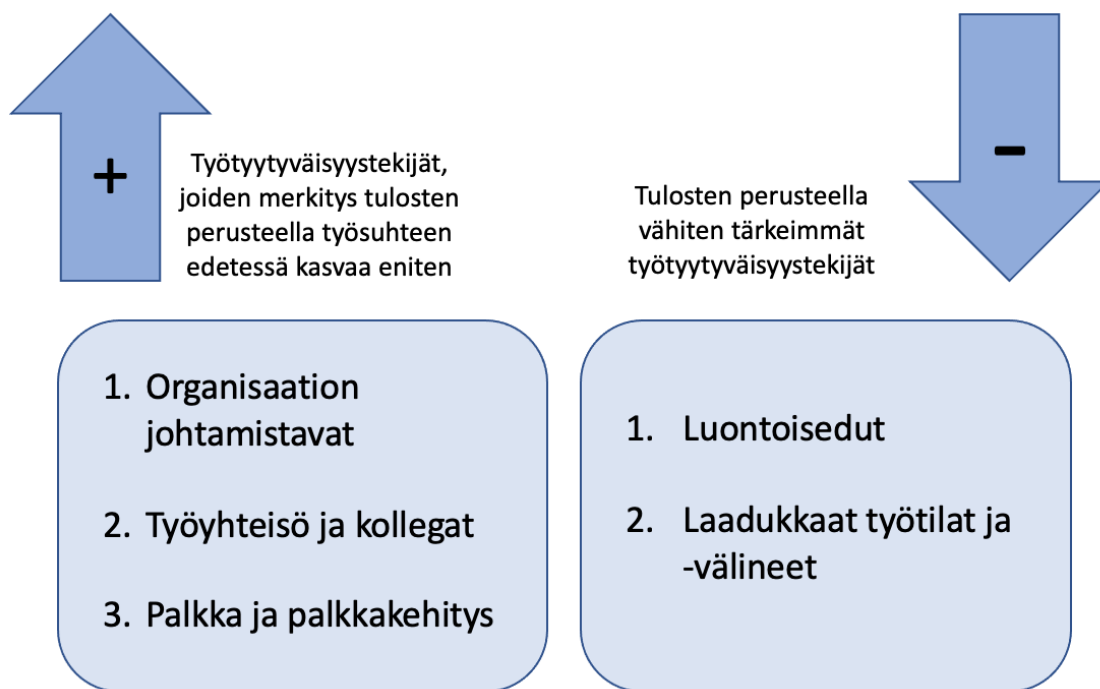 +
Työtyytyväisyystekijät,
joiden merkitys tulosten
perusteella työsuhteen
edetessä kasvaa eniten
-
Tulosten perusteella
vähiten tärkeimmät
työtyytyväisyystekijät
1. Organisaation
johtamistavat
2. Työyhteisö ja kollegat
3. Palkka ja palkkakehitys
1. Luontoisedut
2. Laadukkaat työtilat ja
-välineet